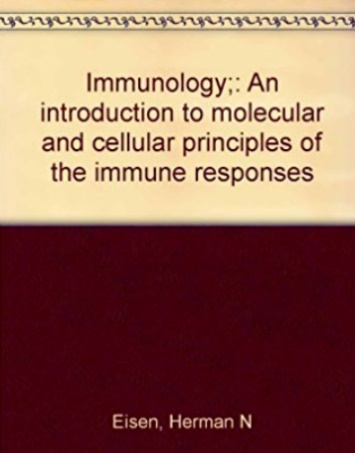 Immunology;: An
introduction to molecular
and cellular principles of
the immune responses
Eisen, Herman N